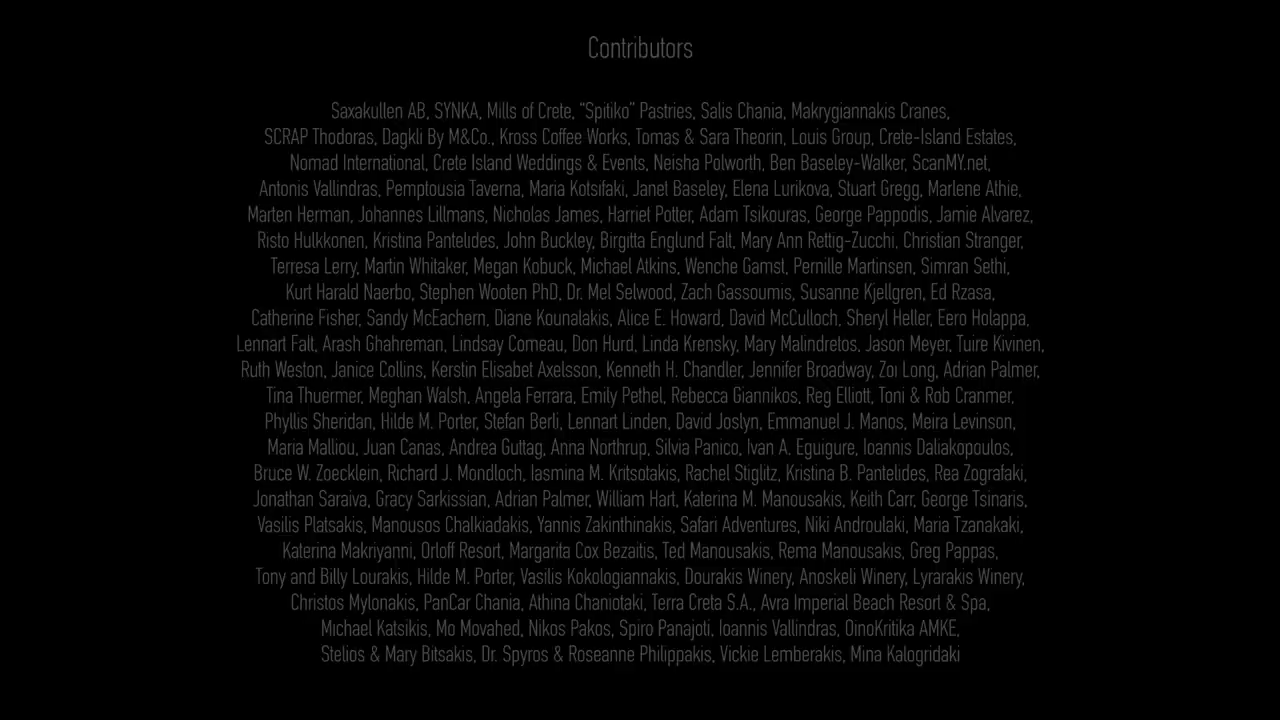 Contributors
Saxakullen AB, SYNKA, Mills of Crete, “Spitiko” Pastries, Salis Chania, Makrygiannakis Cranes,
SCRAP Thodoras, Dagkli By M&Co., Kross Coffee Works, Tomas & Sara Theorin, Louis Group, Crete-Island Estates,
Nomad International, Crete Island Weddings & Events, Neisha Polworth, Ben Baseley-Walker, ScanMY.net,
Antonis Vallindras, Pemptousia Taverna, Maria Kotsifaki, Janet Baseley, Elena Lurikova, Stuart Gregg, Marlene Athie,
Marten Herman, Johannes Lillmans, Nicholas James, Harriet Potter, Adam Tsikouras, George Pappodis, Jamie Alvarez,
Risto Hulkkonen, Kristina Pantelides, John Buckley, Birgitta Englund Falt, Mary Ann Rettig-Zucchi, Christian Stranger,
Terresa Lerry, Martin Whitaker, Megan Kobuck, Michael Atkins, Wenche Gamst, Pernille Martinsen, Simran Sethi,
Kurt Harald Naerbo, Stephen Wooten PhD, Dr. Mel Selwood, Zach Gassoumis, Susanne Kjellgren, Ed Rzasa,
Catherine Fisher, Sandy McEachern, Diane Kounalakis, Alice E. Howard, David McCulloch, Sheryl Heller, Eero Holappa,
Lennart Falt, Arash Ghahreman, Lindsay Comeau, Don Hurd, Linda Krensky, Mary Malindretos, Jason Meyer, Tuire Kivinen,
Ruth Weston, Janice Collins, Kerstin Elisabet Axelsson, Kenneth H. Chandler, Jennifer Broadway, Zoi Long, Adrian Palmer,
Tina Thuermer, Meghan Walsh, Angela Ferrara, Emily Pethel, Rebecca Giannikos, Reg Elliott, Toni & Rob Cranmer,
Phyllis Sheridan, Hilde M. Porter, Stefan Berli, Lennart Linden, David Joslyn, Emmanuel J. Manos, Meira Levinson,
Maria Malliou, Juan Canas, Andrea Guttag, Anna Northrup, Silvia Panico, Ivan A. Eguigure, Ioannis Daliakopoulos,
Bruce W. Zoecklein, Richard J. Mondloch, Iasmina M. Kritsotakis, Rachel Stiglitz, Kristina B. Pantelides, Rea Zografaki,
Jonathan Saraiva, Gracy Sarkissian, Adrian Palmer, William Hart, Katerina M. Manousakis, Keith Carr, George Tsinaris,
Vasilis Platsakis, Manousos Chalkiadakis, Yannis Zakinthinakis, Safari Adventures, Niki Androulaki, Maria Tzanakaki,
Katerina Makriyanni, Orloff Resort, Margarita Cox Bezaitis, Ted Manousakis, Rema Manousakis, Greg Pappas,
Tony and Billy Lourakis, Hilde M. Porter, Vasilis Kokologiannakis, Dourakis Winery, Anoskeli Winery, Lyrarakis Winery,
Christos Mylonakis, PanCar Chania, Athina Chaniotaki, Terra Creta S.A., Avra Imperial Beach Resort & Spa,
Michael Katsikis, Mo Movahed, Nikos Pakos, Spiro Panajoti, Ioannis Vallindras, OinoKritika AMKE,
Stelios & Mary Bitsakis, Dr. Spyros & Roseanne Philippakis, Vickie Lemberakis, Mina Kalogridaki